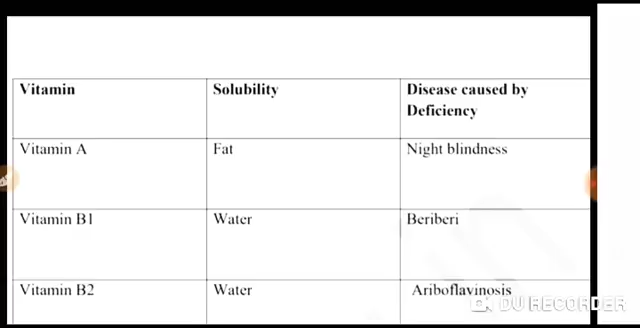 Vitamin Solubility Disease caused by
Deficiency
Vitamin A Fat Night blindness
Vitamin B1 Water Beriberi
Vitamin B2 Water Ariboflavinosis
DU RECORDER